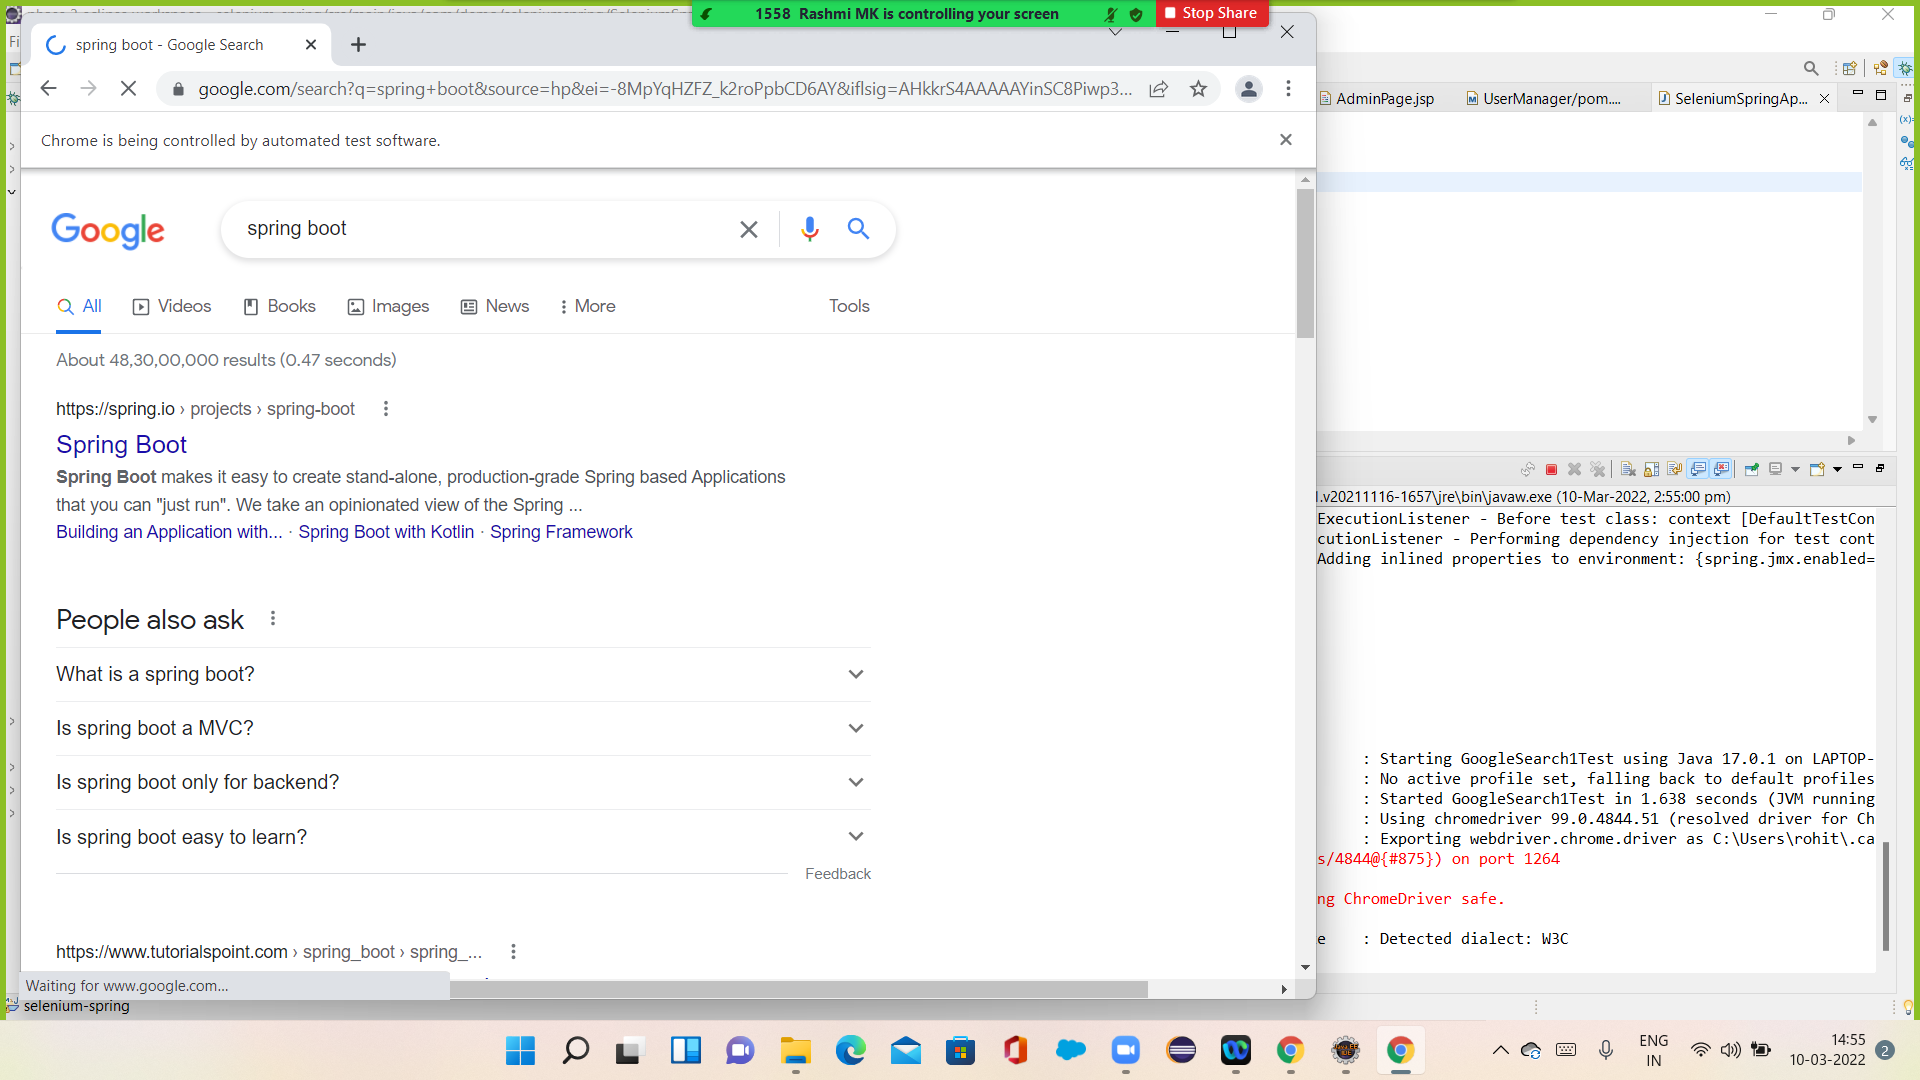 1558 Rashmi MK is controlling your screen
Stop Share
spring boot - Google Search
google.com/search?q=spring+boot&source=hp&ei=-8MpYqHZFZ_k2roPpbCD6AY&iflsig=AHkkrS4AAAAAYinSC8Piwp3...
Chrome is being controlled by automated test software.
Google
spring boot
All
Videos
Books
Images
News
More
Tools
About 48,30,00,000 results (0.47 seconds)
https://spring.io › projects › spring-boot
Spring Boot
Spring Boot makes it easy to create stand-alone, production-grade Spring based Applications
that you can "just run". We take an opinionated view of the Spring ...
Building an Application with... · Spring Boot with Kotlin · Spring Framework
People also ask
What is a spring boot?
Is spring boot a MVC?
Is spring boot only for backend?
Is spring boot easy to learn?
Feedback
https://www.tutorialspoint.com › spring_boot › spring_...
Waiting for www.google.com...
selenium-spring
AdminPage.jsp
UserManager/pom....
SeleniumSpringAp...
.v20211116-1657\jre\bin\javaw.exe (10-Mar-2022, 2:55:00 pm)
ExecutionListener - Before test class: context [DefaultTestCon
cutionListener - Performing dependency injection for test cont
Adding inlined properties to environment: {spring.jmx.enabled=
: Starting GoogleSearch1Test using Java 17.0.1 on LAPTOP-
: No active profile set, falling back to default profiles
: Started GoogleSearch1Test in 1.638 seconds (JVM running
: Using chromedriver 99.0.4844.51 (resolved driver for Ch
: Exporting webdriver.chrome.driver as C:\Users\rohit\.ca
s/4844@{#875}) on port 1264
ng ChromeDriver safe.
e : Detected dialect: W3C
ENG
IN
14:55
10-03-2022
2